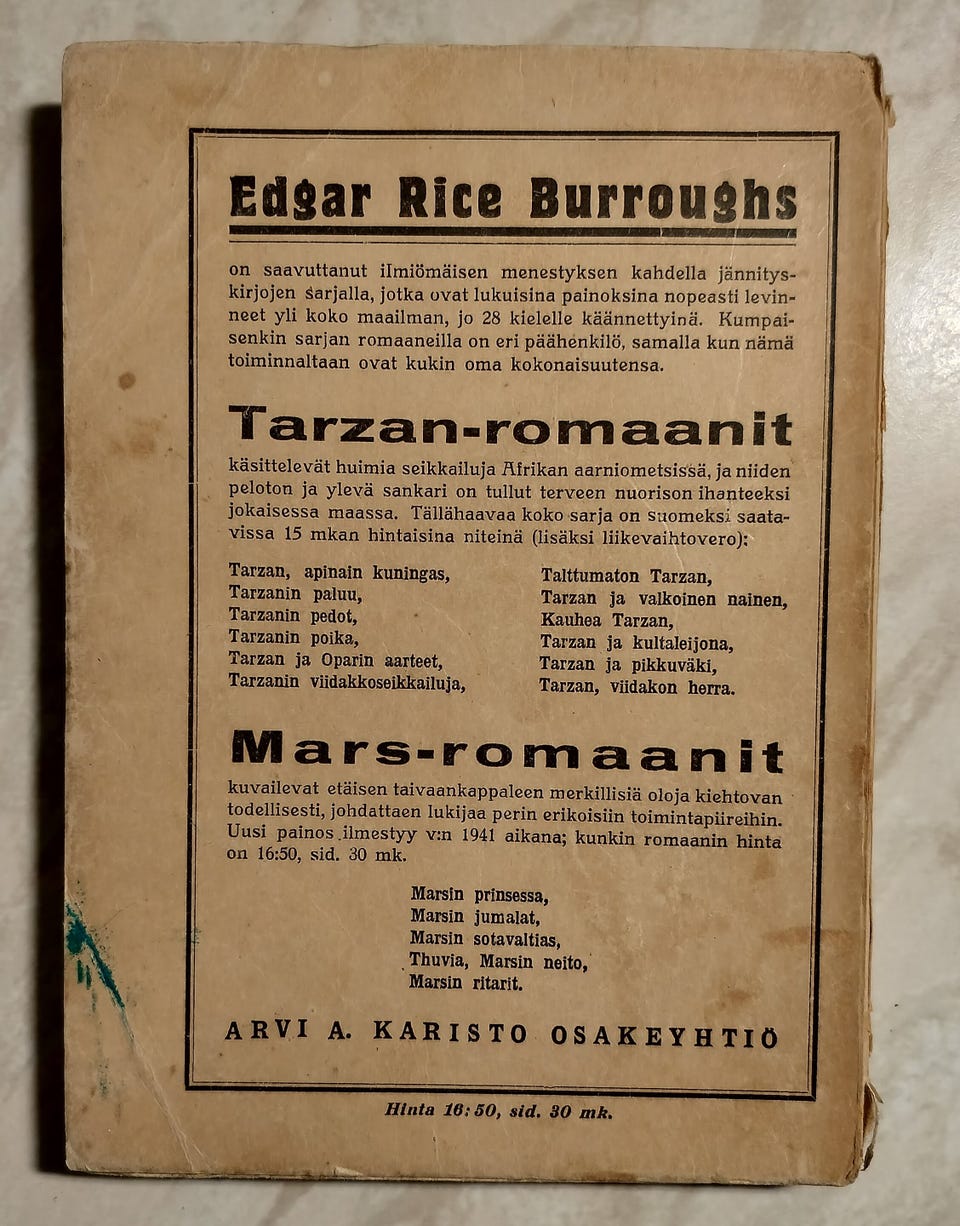 Edgar Rice Burroughs
on saavuttanut ilmiömäisen menestyksen kahdella jännitys-
kirjojen sarjalla, jotka ovat lukuisina painoksina nopeasti levin-
neet yli koko maailman, jo 28 kielelle käännettyinä. Kumpai-
senkin sarjan romaaneilla on eri päähenkilö, samalla kun nämä
toiminnaltaan ovat kukin oma kokonaisuutensa.
Tarzan-romaanit
käsittelevät huimia seikkailuja Afrikan aarniometsissä, ja niiden
peloton ja ylevä sankari on tullut terveen nuorison ihanteeksi
jokaisessa maassa. Tällähaavaa koko sarja on suomeksi saata-
vissa 15 mkan hintaisina niteinä (lisäksi liikevaihtovero):
Tarzan, apinain kuningas,
Tarzanin paluu,
Tarzanin pedot,
Tarzanin poika,
Tarzan ja Oparin aarteet,
Tarzanin viidakkoseikkailuja,
Talttumaton Tarzan,
Tarzan ja valkoinen nainen,
Kauhea Tarzan,
Tarzan ja kultaleijona,
Tarzan ja pikkuväki,
Tarzan, viidakon herra.
Mars-romaanit
kuvailevat etäisen taivaankappaleen merkillisiä oloja kiehtovan
todellisesti, johdattaen lukijaa perin erikoisiin toimintapiireihin.
Uusi painos ilmestyy v:n 1941 aikana; kunkin romaanin hinta
on 16:50, sid. 30 mk.
Marsin prinsessa,
Marsin jumalat,
Marsin sotavaltias,
Thuvia, Marsin neito,
Marsin ritarit.
ARVI A. KARISTO OSAKEYHTIÖ
Hinta 16:50, sid. 30 mk.